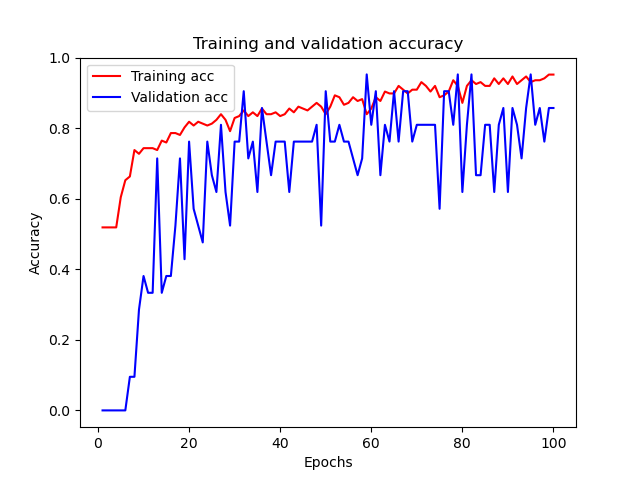 Training and validation accuracy
1.0
Training acc
Validation acc
0.8
0.6
0.4
0.2
0.0
Accuracy
0 20 40 60 80 100
Epochs